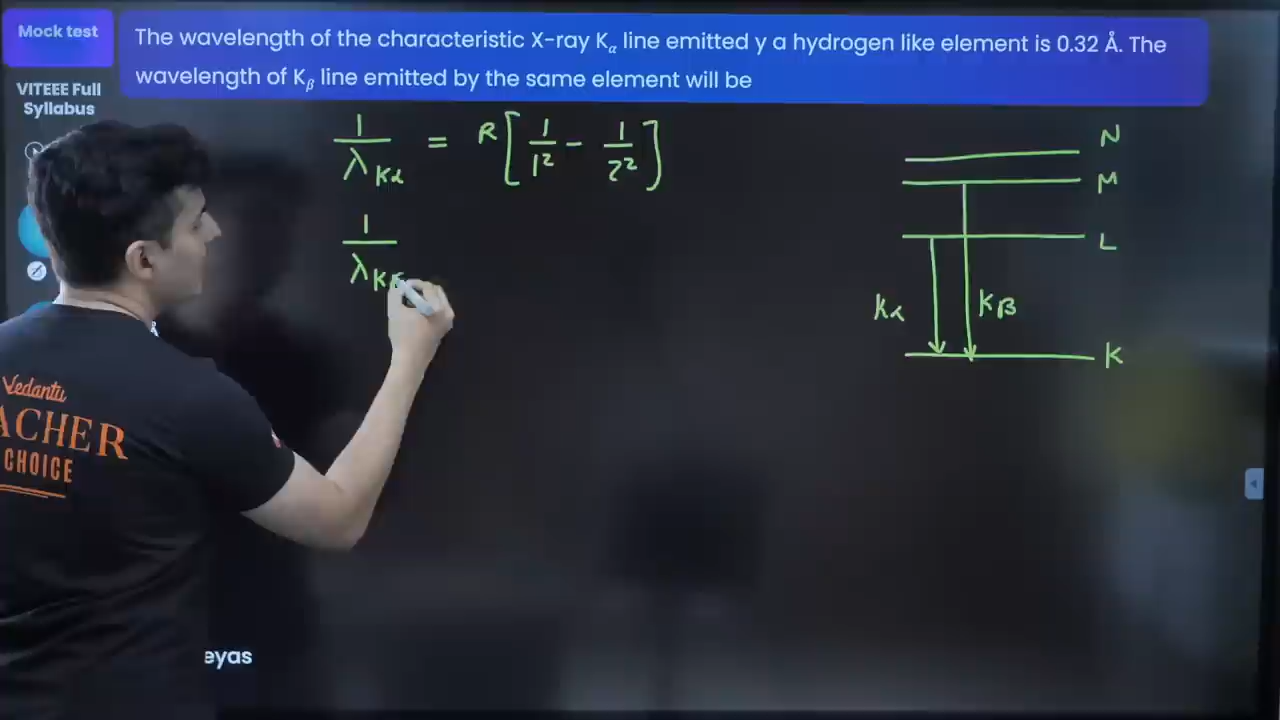 Mock test
VITEEE Full
Syllabus
The wavelength of the characteristic X-ray Kα line emitted y a hydrogen like element is 0.32 Å. The
wavelength of Kβ line emitted by the same element will be
1/λKα = R[1/1² − 1/2²]
1/λK
N
M
L
Kα
Kβ
K
Vedantu
ACHER
CHOICE
eyas